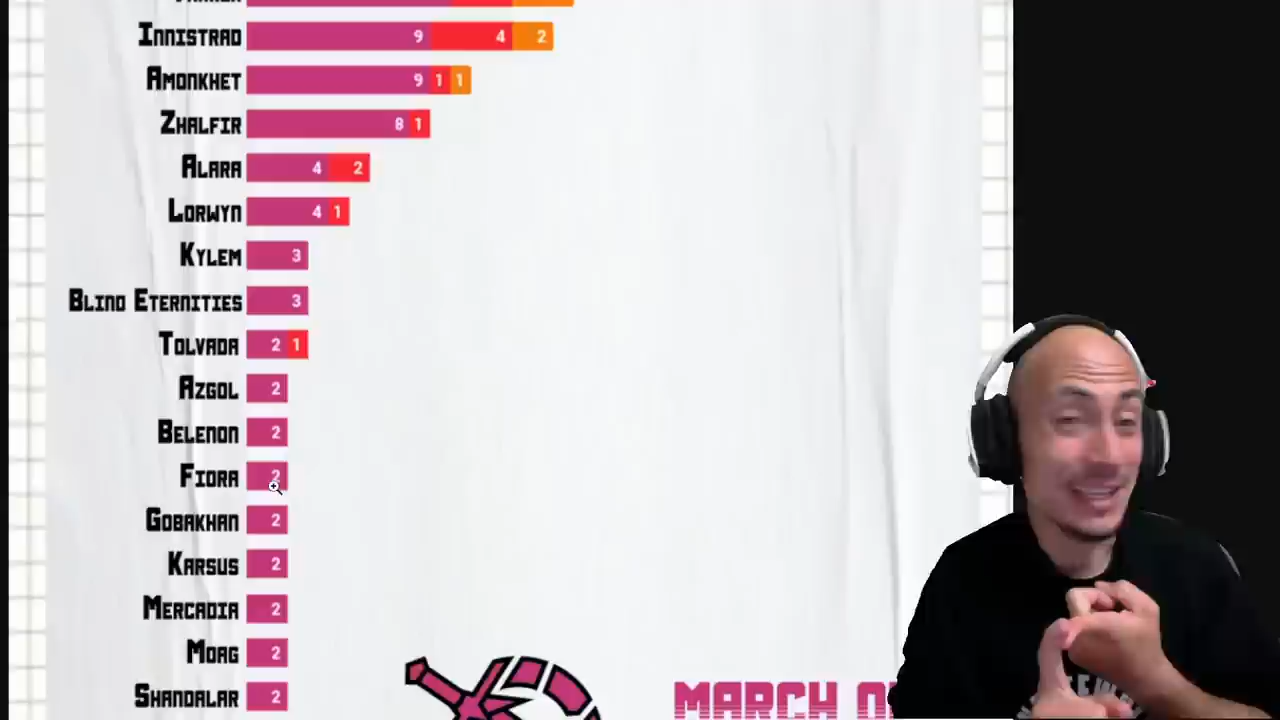 INNISTRAD 9 4 2
AMONKHET 9 1 1
ZHALFIR 8 1
ALARA 4 2
LORWYN 4 1
KYLEM 3
BLIND ETERNITIES 3
TOLVADA 2 1
AZGOL 2
BELENON 2
FIORA 2
GOBAKHAN 2
KARSUS 2
MERCADIA 2
MOAG 2
SHANDALAR 2
MARCH